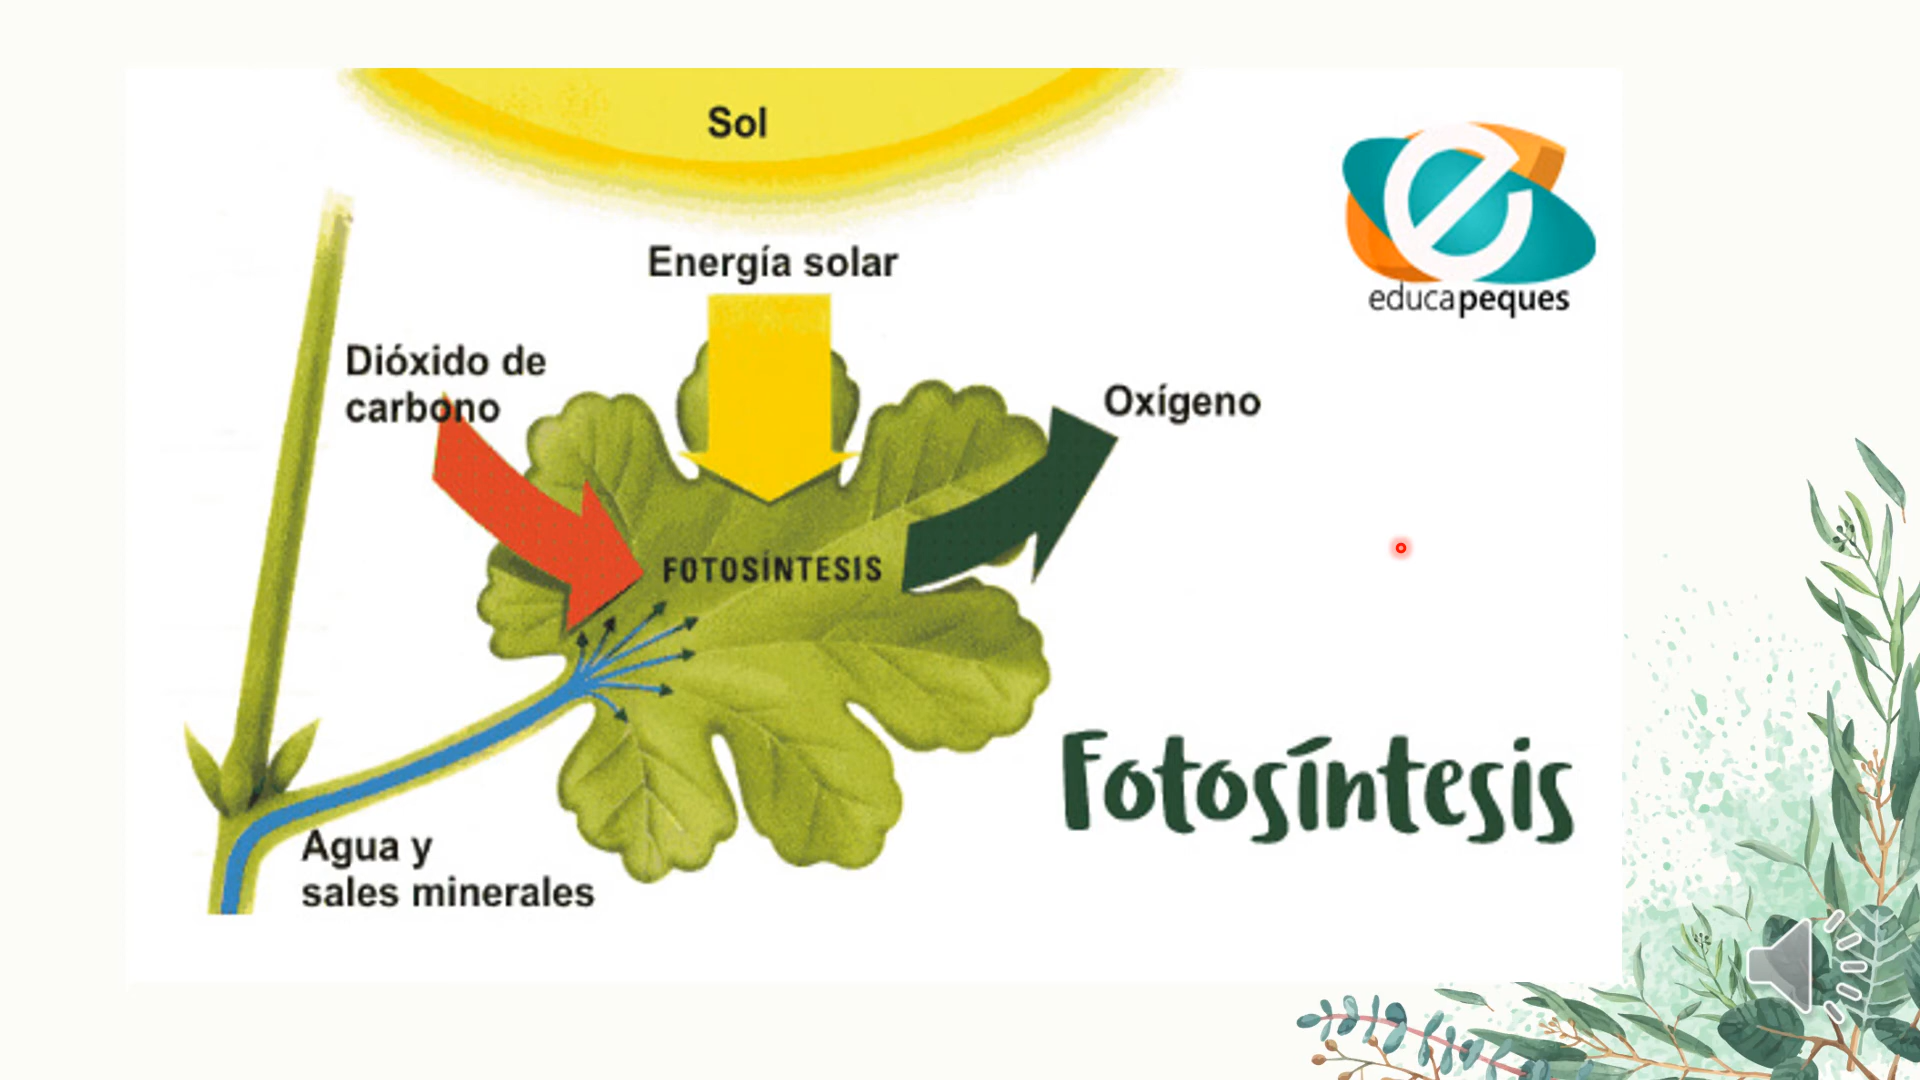 Sol
Energía solar
educapeques
Dióxido de
carbono
Oxígeno
FOTOSÍNTESIS
Fotosíntesis
Agua y
sales minerales